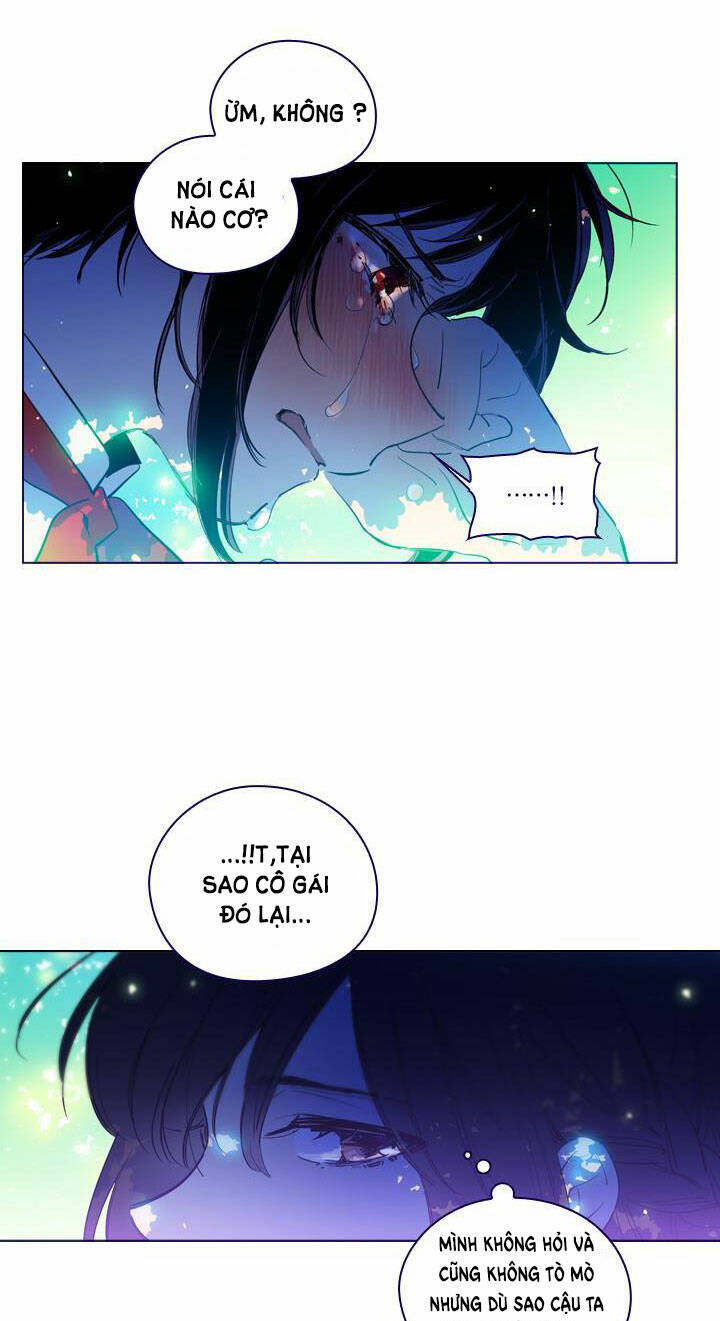 ỪM, KHÔNG ?
NÓI CÁI
NÀO CƠ?
......!!
...!!T,TẠI
SAO CÔ GÁI
ĐÓ LẠI...
MÌNH KHÔNG HỎI VÀ
CŨNG KHÔNG TÒ MÒ
NHƯNG DÙ SAO CẬU TA